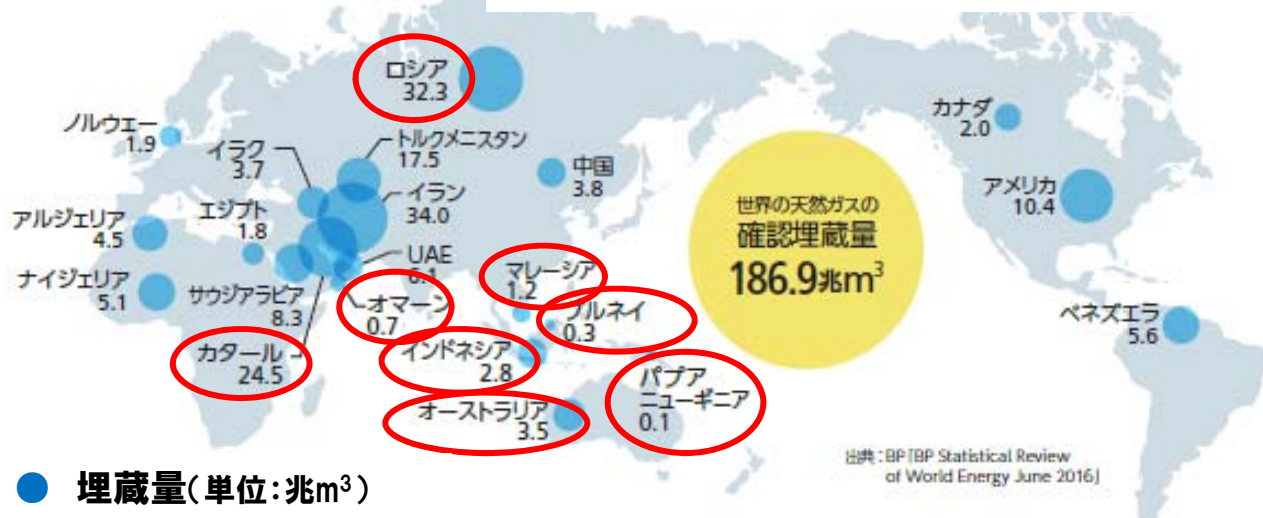 ロシア
32.3
ノルウェー
1.9
イラク
3.7
トルクメニスタン
17.5
中国
3.8
カナダ
2.0
アメリカ
10.4
イラン
34.0
エジプト
1.8
アルジェリア
4.5
ナイジェリア
5.1
サウジアラビア
8.3
UAE
6.1
オマーン
0.7
マレーシア
1.2
ブルネイ
0.3
カタール
24.5
インドネシア
2.8
オーストラリア
3.5
パプア
ニューギニア
0.1
世界の天然ガスの
確認埋蔵量
186.9兆m³
ベネズエラ
5.6
出典:BP「BP Statistical Review
of World Energy June 2016」
埋蔵量(単位:兆m³)